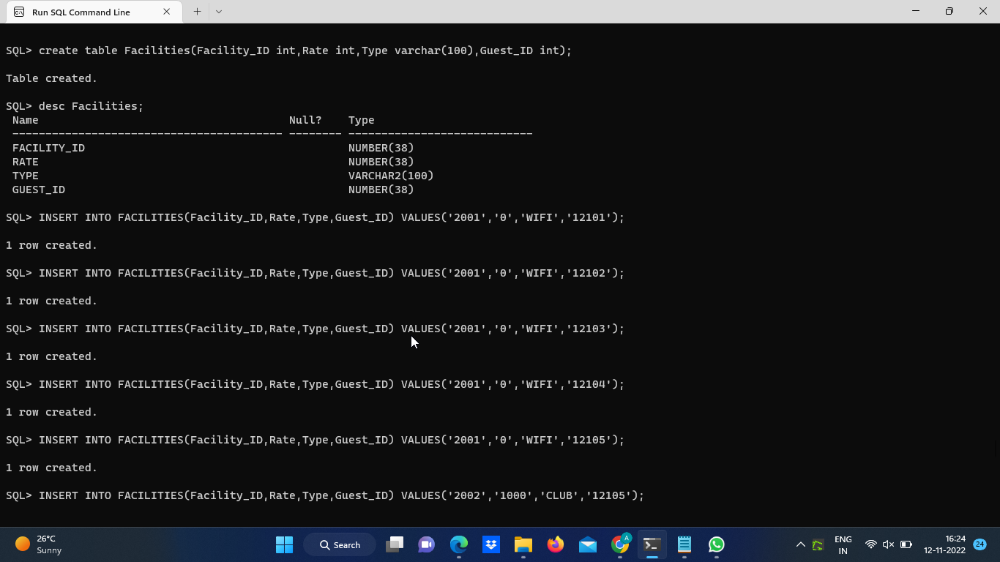 Run SQL Command Line
SQL> create table Facilities(Facility_ID int,Rate int,Type varchar(100),Guest_ID int);
Table created.
SQL> desc Facilities;
Name Null? Type
----------------------------------------- -------- ----------------------------
FACILITY_ID NUMBER(38)
RATE NUMBER(38)
TYPE VARCHAR2(100)
GUEST_ID NUMBER(38)
SQL> INSERT INTO FACILITIES(Facility_ID,Rate,Type,Guest_ID) VALUES('2001','0','WIFI','12101');
1 row created.
SQL> INSERT INTO FACILITIES(Facility_ID,Rate,Type,Guest_ID) VALUES('2001','0','WIFI','12102');
1 row created.
SQL> INSERT INTO FACILITIES(Facility_ID,Rate,Type,Guest_ID) VALUES('2001','0','WIFI','12103');
1 row created.
SQL> INSERT INTO FACILITIES(Facility_ID,Rate,Type,Guest_ID) VALUES('2001','0','WIFI','12104');
1 row created.
SQL> INSERT INTO FACILITIES(Facility_ID,Rate,Type,Guest_ID) VALUES('2001','0','WIFI','12105');
1 row created.
SQL> INSERT INTO FACILITIES(Facility_ID,Rate,Type,Guest_ID) VALUES('2002','1000','CLUB','12105');
26°C
Sunny
Search
A
ENG
IN
16:24
12-11-2022
24